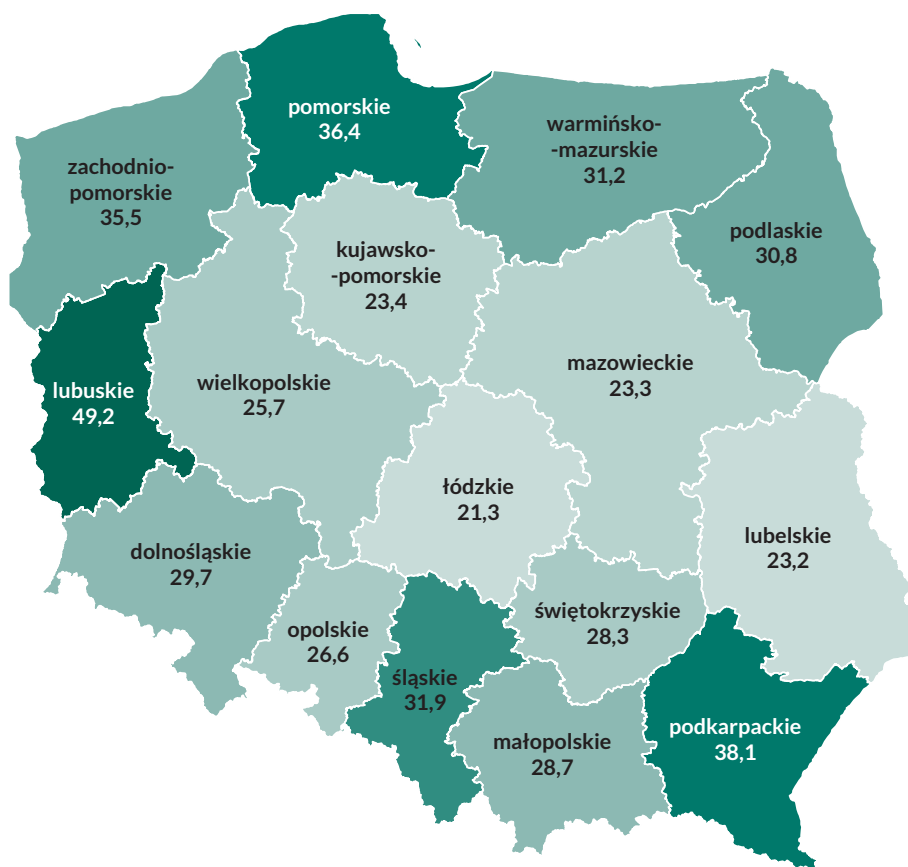 pomorskie
36,4
warmińsko-
-mazurskie
31,2
zachodnio-
pomorskie
35,5
podlaskie
30,8
kujawsko-
-pomorskie
23,4
mazowieckie
23,3
wielkopolskie
25,7
lubuskie
49,2
łódzkie
21,3
lubelskie
23,2
dolnośląskie
29,7
świętokrzyskie
28,3
opolskie
26,6
śląskie
31,9
podkarpackie
38,1
małopolskie
28,7